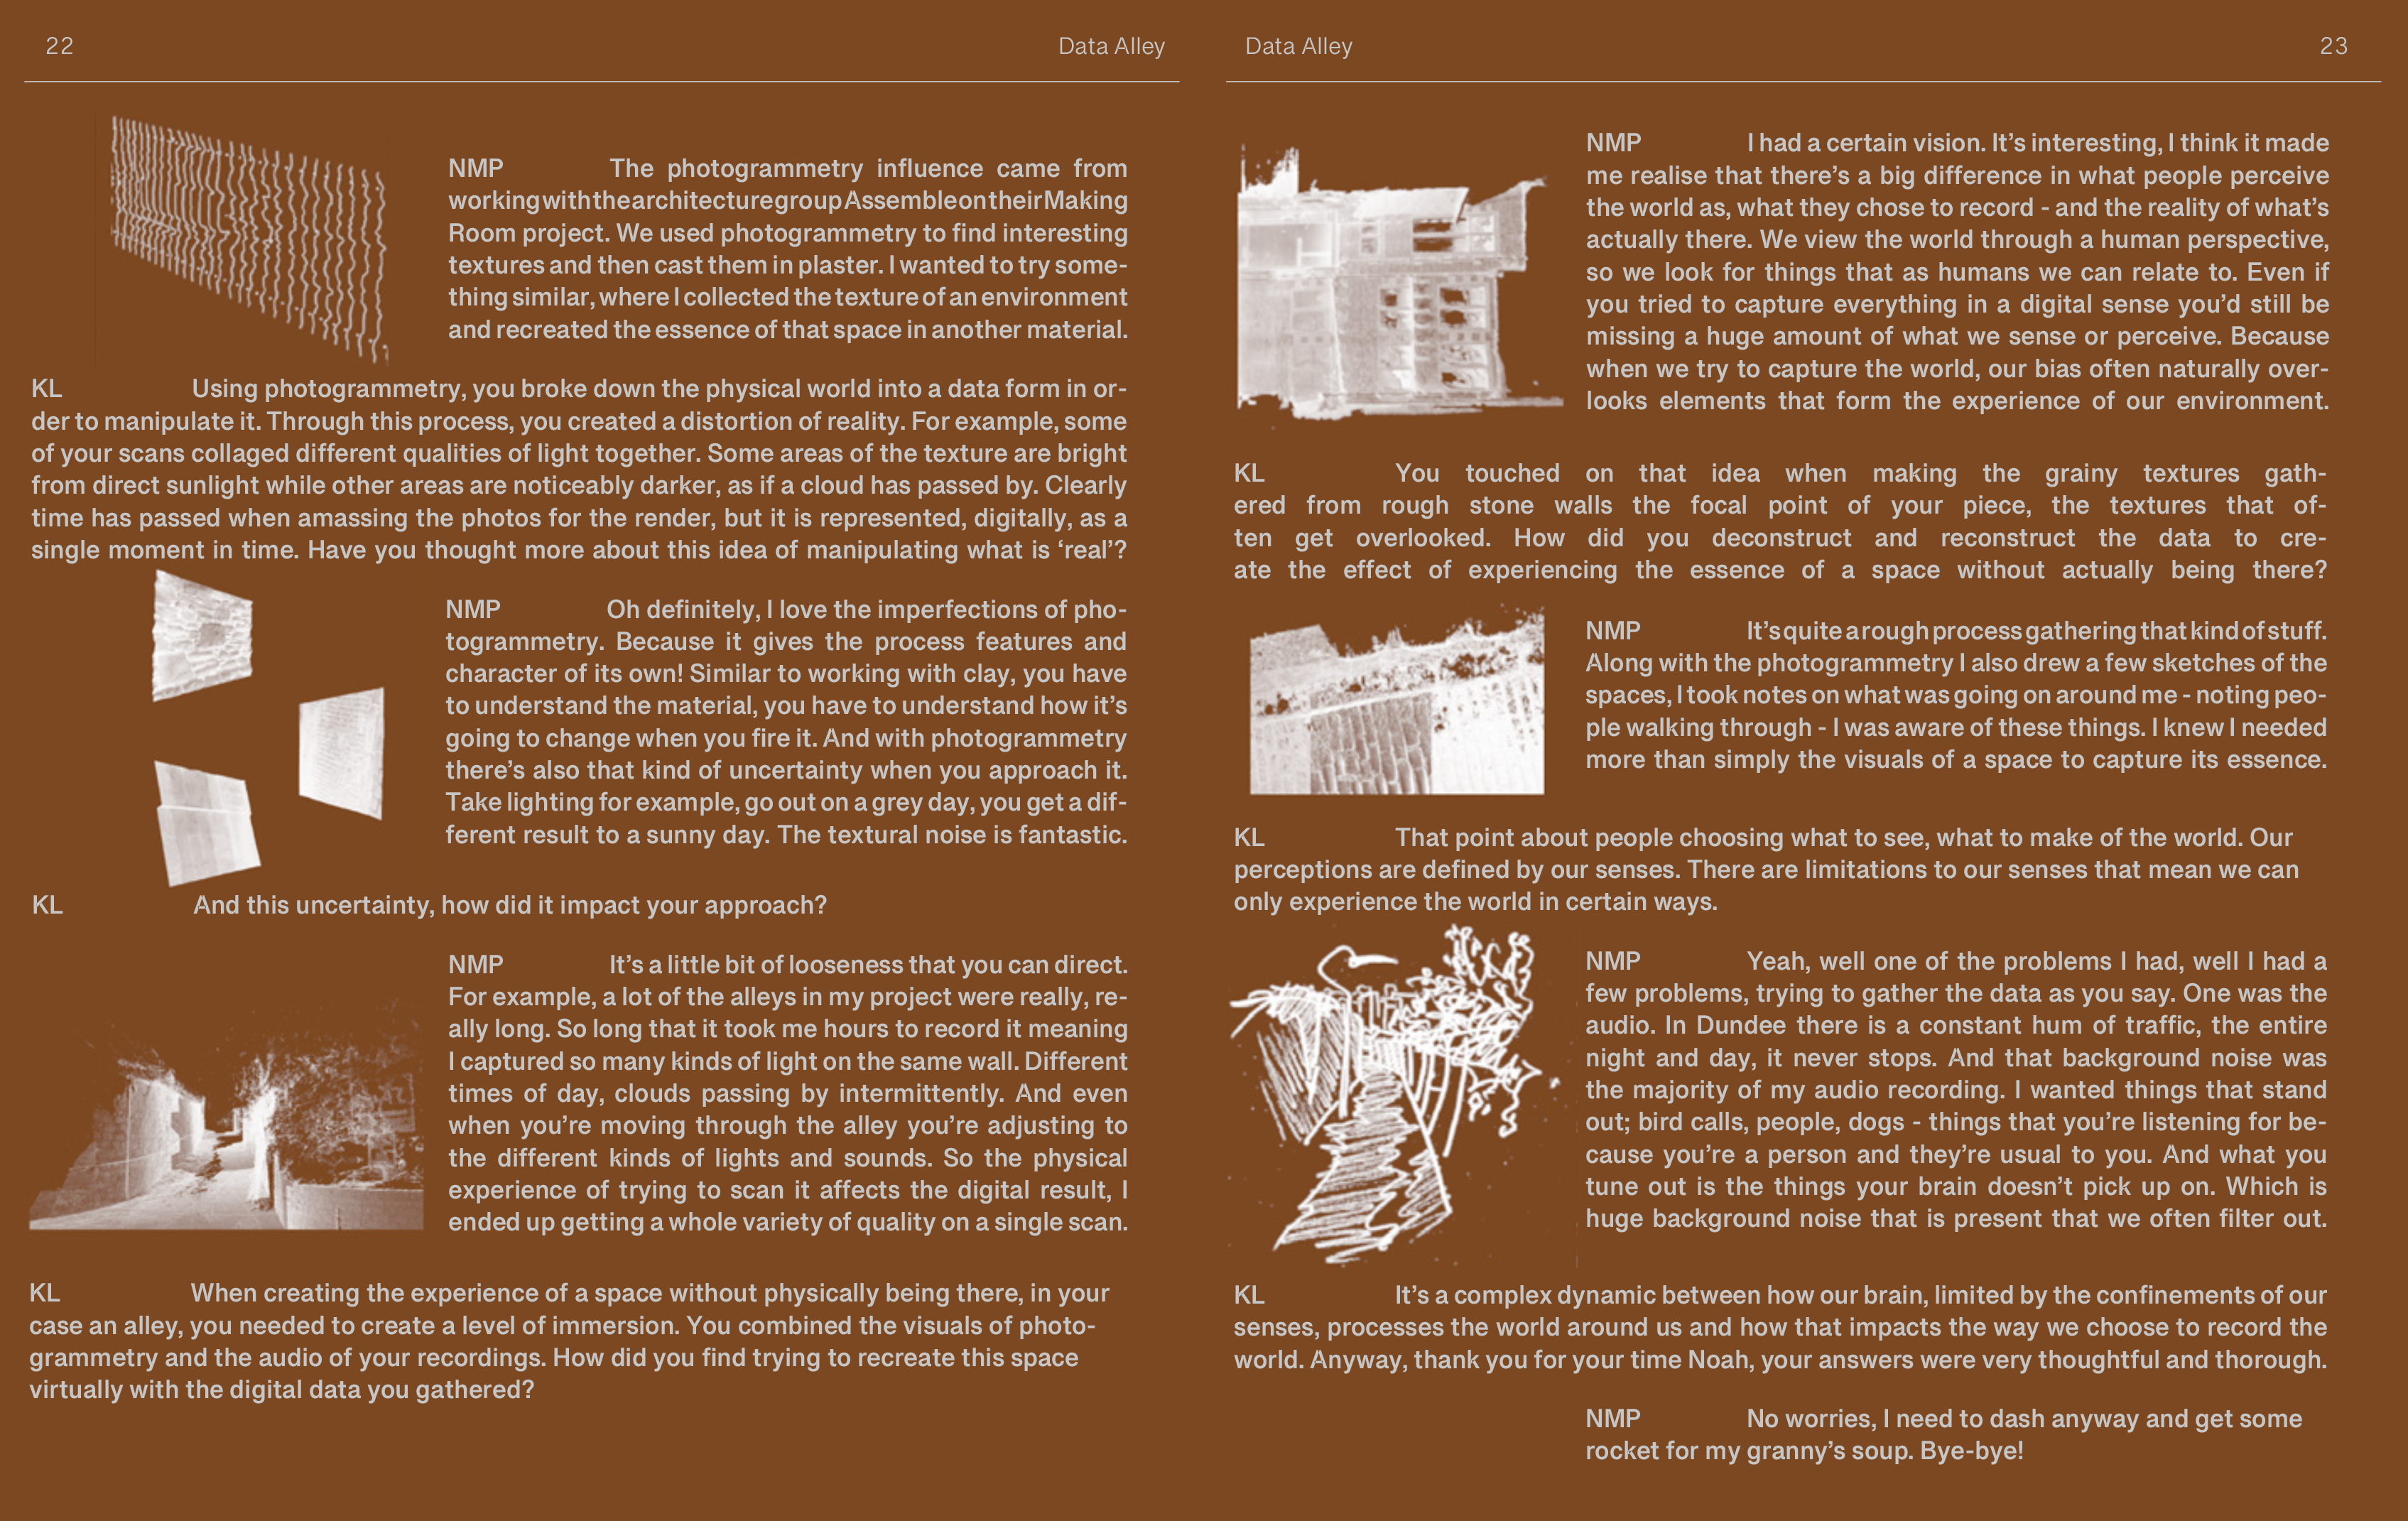 22
Data Alley
NMP The photogrammetry influence came from
working with the architecture group Assemble on their Making
Room project. We used photogrammetry to find interesting
textures and then cast them in plaster. I wanted to try some-
thing similar, where I collected the texture of an environment
and recreated the essence of that space in another material.
KL Using photogrammetry, you broke down the physical world into a data form in or-
der to manipulate it. Through this process, you created a distortion of reality. For example, some
of your scans collaged different qualities of light together. Some areas of the texture are bright
from direct sunlight while other areas are noticeably darker, as if a cloud has passed by. Clearly
time has passed when amassing the photos for the render, but it is represented, digitally, as a
single moment in time. Have you thought more about this idea of manipulating what is ‘real’?
NMP Oh definitely, I love the imperfections of pho-
togrammetry. Because it gives the process features and
character of its own! Similar to working with clay, you have
to understand the material, you have to understand how it’s
going to change when you fire it. And with photogrammetry
there’s also that kind of uncertainty when you approach it.
Take lighting for example, go out on a grey day, you get a dif-
ferent result to a sunny day. The textural noise is fantastic.
KL And this uncertainty, how did it impact your approach?
NMP It’s a little bit of looseness that you can direct.
For example, a lot of the alleys in my project were really, re-
ally long. So long that it took me hours to record it meaning
I captured so many kinds of light on the same wall. Different
times of day, clouds passing by intermittently. And even
when you’re moving through the alley you’re adjusting to
the different kinds of lights and sounds. So the physical
experience of trying to scan it affects the digital result, I
ended up getting a whole variety of quality on a single scan.
KL When creating the experience of a space without physically being there, in your
case an alley, you needed to create a level of immersion. You combined the visuals of photo-
grammetry and the audio of your recordings. How did you find trying to recreate this space
virtually with the digital data you gathered?
Data Alley
23
NMP I had a certain vision. It’s interesting, I think it made
me realise that there’s a big difference in what people perceive
the world as, what they chose to record - and the reality of what’s
actually there. We view the world through a human perspective,
so we look for things that as humans we can relate to. Even if
you tried to capture everything in a digital sense you’d still be
missing a huge amount of what we sense or perceive. Because
when we try to capture the world, our bias often naturally over-
looks elements that form the experience of our environment.
KL You touched on that idea when making the grainy textures gath-
ered from rough stone walls the focal point of your piece, the textures that of-
ten get overlooked. How did you deconstruct and reconstruct the data to cre-
ate the effect of experiencing the essence of a space without actually being there?
NMP It’s quite a rough process gathering that kind of stuff.
Along with the photogrammetry I also drew a few sketches of the
spaces, I took notes on what was going on around me - noting peo-
ple walking through - I was aware of these things. I knew I needed
more than simply the visuals of a space to capture its essence.
KL That point about people choosing what to see, what to make of the world. Our
perceptions are defined by our senses. There are limitations to our senses that mean we can
only experience the world in certain ways.
NMP Yeah, well one of the problems I had, well I had a
few problems, trying to gather the data as you say. One was the
audio. In Dundee there is a constant hum of traffic, the entire
night and day, it never stops. And that background noise was
the majority of my audio recording. I wanted things that stand
out; bird calls, people, dogs - things that you’re listening for be-
cause you’re a person and they’re usual to you. And what you
tune out is the things your brain doesn’t pick up on. Which is
huge background noise that is present that we often filter out.
KL It’s a complex dynamic between how our brain, limited by the confinements of our
senses, processes the world around us and how that impacts the way we choose to record the
world. Anyway, thank you for your time Noah, your answers were very thoughtful and thorough.
NMP No worries, I need to dash anyway and get some
rocket for my granny’s soup. Bye-bye!